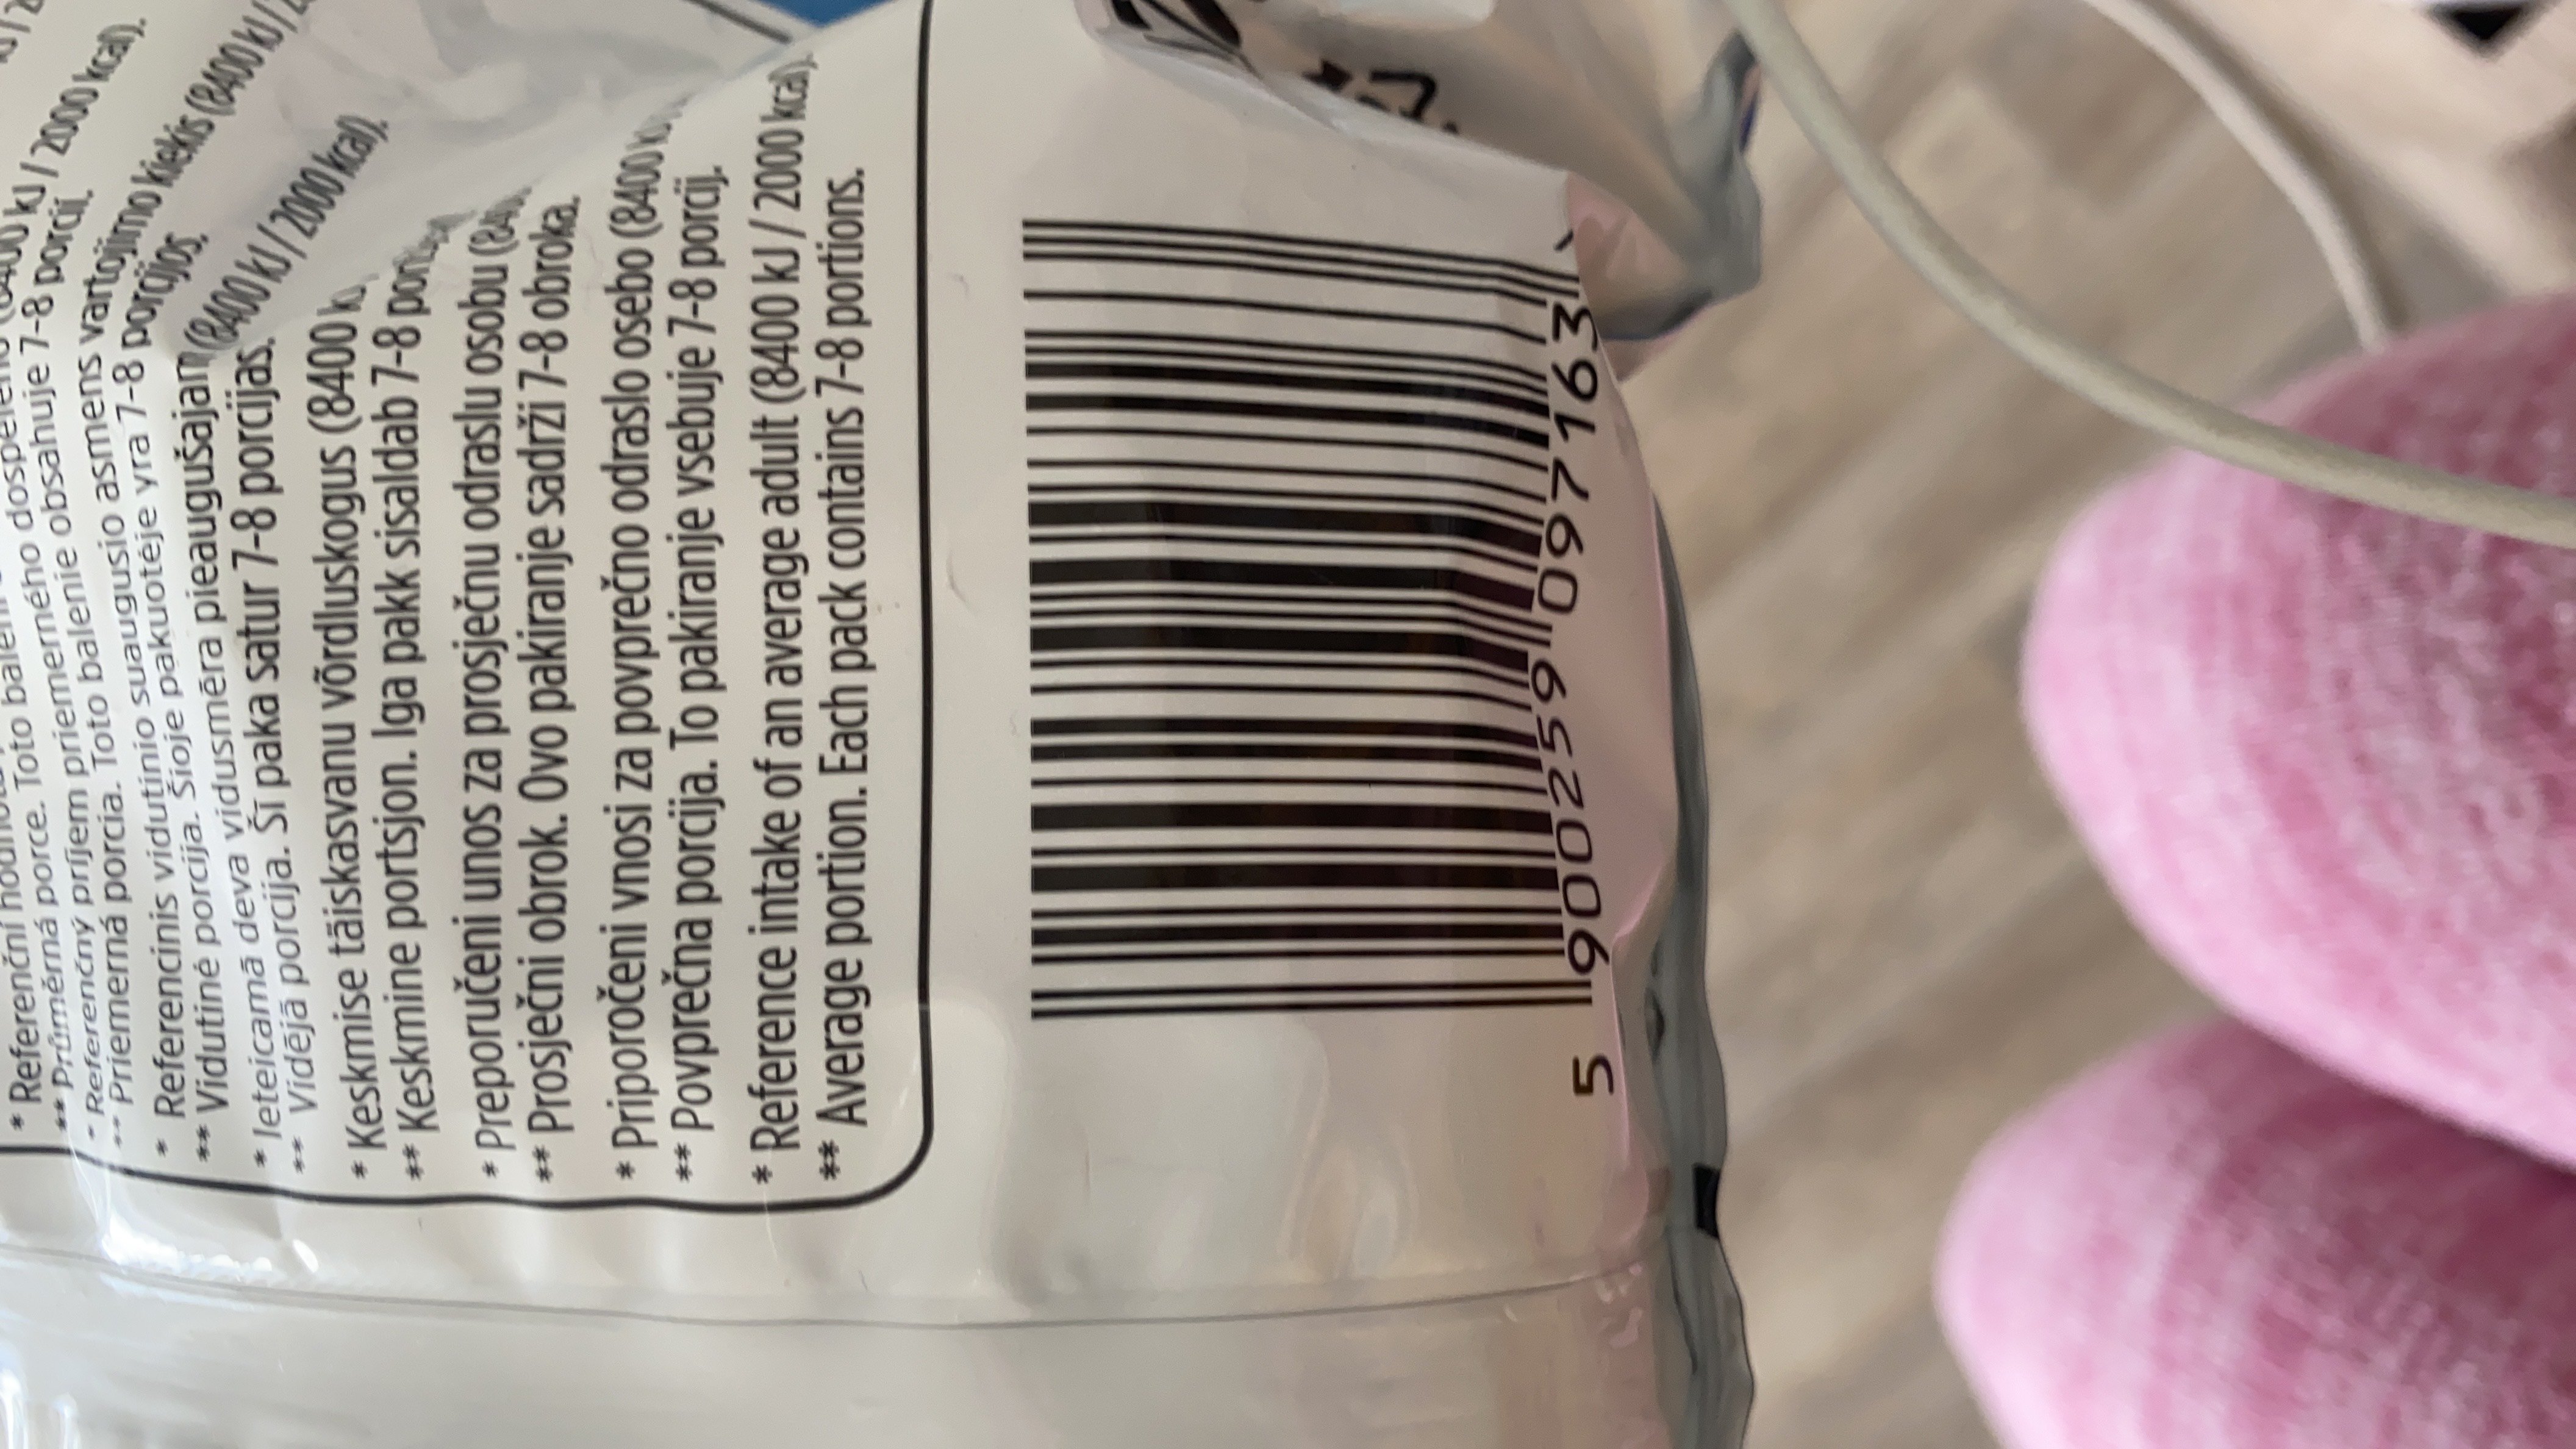 * Referenční
** Průměrná porce. Toto
* Referenčný príjem priemerného dospelého
** Priemerná porcia. Toto balenie obsahuje 7-8 porcií.
* Referencinis vidutinio suaugusio asmens vartojimo kiekis (8400 kJ /
** Vidutinė porcija. Šioje pakuotėje yra 7-8 porcijos.
* Ieteicamā deva vidusmēra pieaugušajam (8400 kJ / 2000 kcal).
** Vidējā porcija. Šī paka satur 7-8 porcijas.
* Keskmise täiskasvanu võrdluskogus (8400
** Keskmine portsjon. Iga pakk sisaldab 7-8
* Preporučeni unos za prosječnu odraslu osobu
** Prosječni obrok. Ovo pakiranje sadrži 7-8 obroka.
* Priporočeni vnosi za povprečno odraslo osebo (8400
** Povprečna porcija. To pakiranje vsebuje 7-8 porcij.
* Reference intake of an average adult (8400 kJ / 2000 kcal).
** Average portion. Each pack contains 7-8 portions.
5 900259 097163